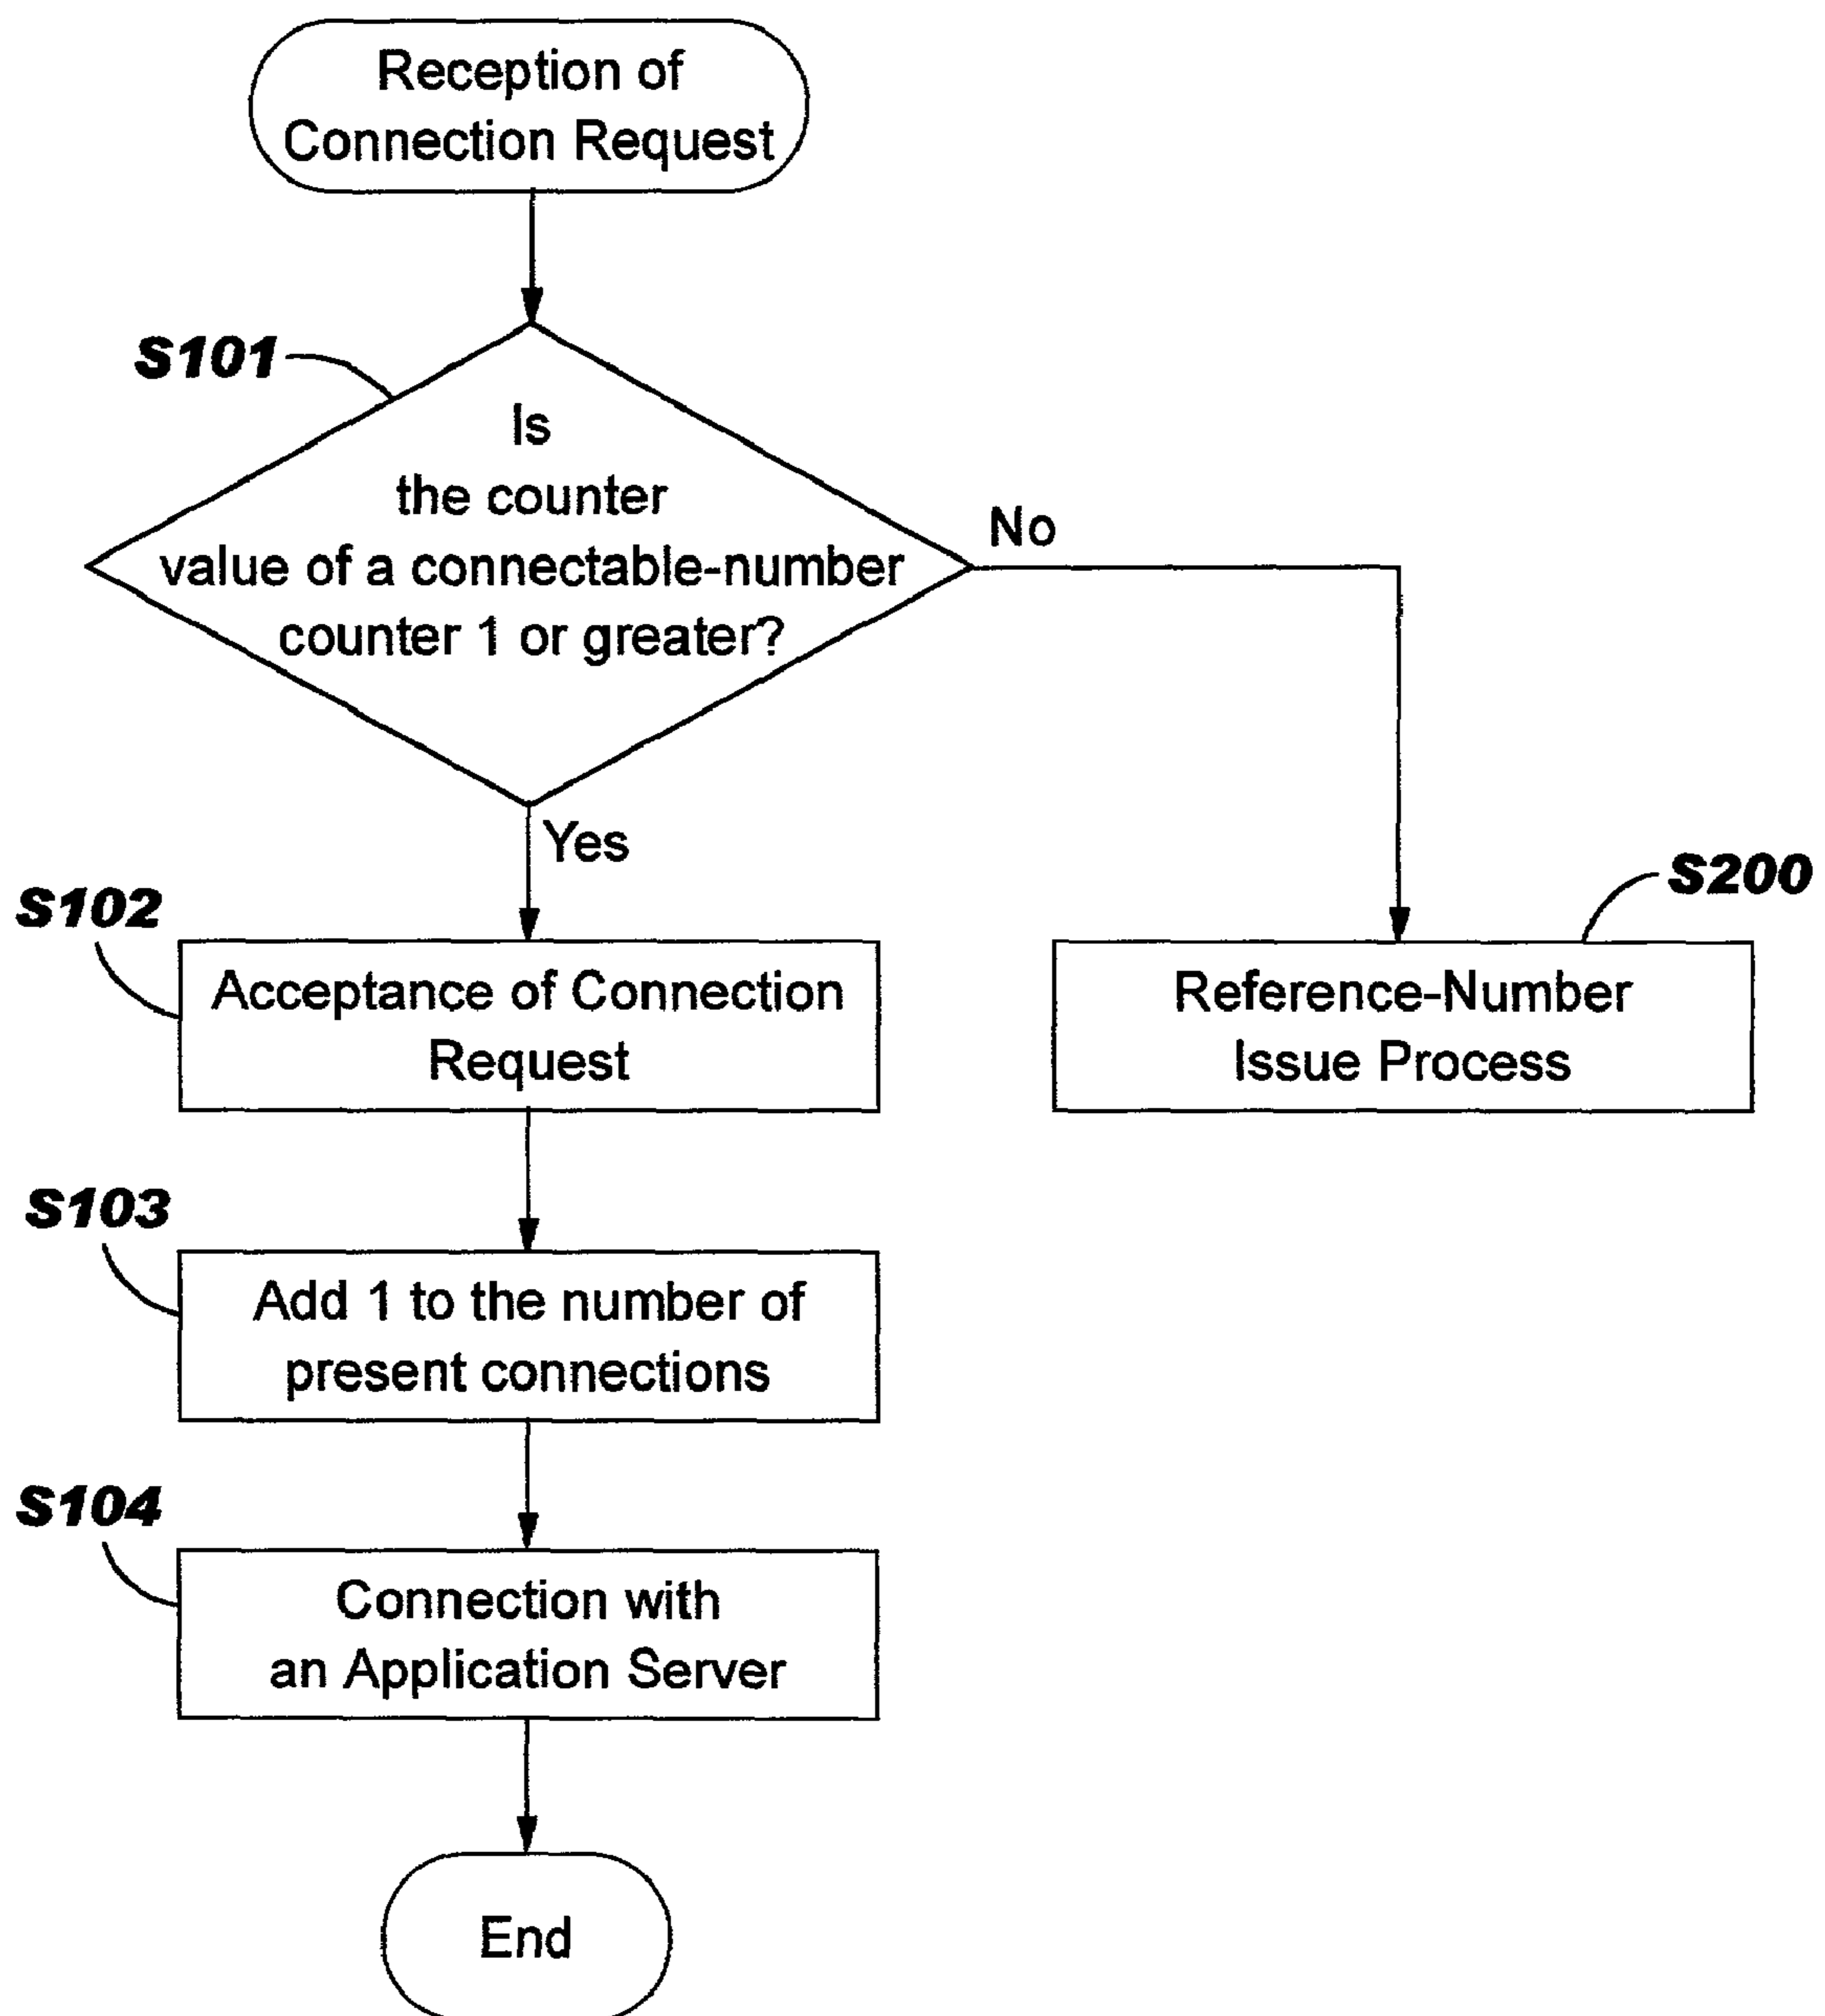 Reception of
Connection Request
S101
Is
the counter
value of a connectable-number
counter 1 or greater?
No
Yes
S102
Acceptance of Connection
Request
S200
Reference-Number
Issue Process
S103
Add 1 to the number of
present connections
S104
Connection with
an Application Server
End